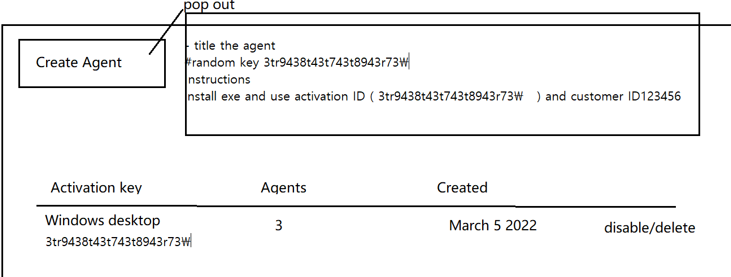 pop out
- title the agent
#random key 3tr9438t43t743t8943r73₩
Create Agent
nstructions
nstall exe and use activation ID ( 3tr9438t43t743t8943r73₩ ) and customer ID123456
Activation key Agents Created
Windows desktop 3 March 5 2022 disable/delete
3tr9438t43t743t8943r73₩